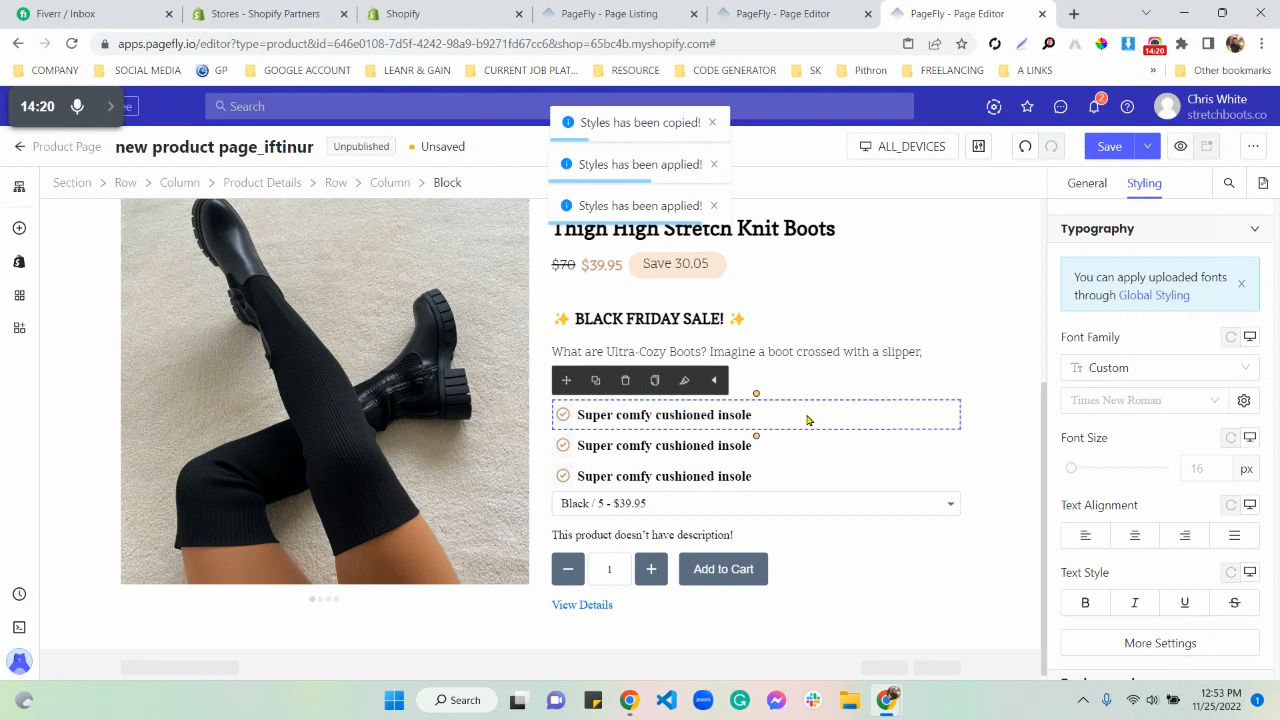 Fiverr / Inbox
Stores - Shopify Partners
Shopify
PageFly - Page Listing
PageFly - Page Editor
PageFly - Page Editor
apps.pagefly.io/editor?type=product&id=646e0108-7d5f-4242-98a9-b9271fd67cc6&shop=65bc4b.myshopify.com#
14:20
COMPANY
SOCIAL MEDIA
GP
GOOGLE ACCOUNT
LEANR & GAIN
CURRENT JOB PLAT...
RESOURCE
CODE GENERATOR
SK
Pithron
FREELANCING
A LINKS
»
Other bookmarks
14:20
Search
2
Chris White
stretchboots.co
Product Page
new product page_iftinur
Unpublished
Unsaved
Styles has been copied!
Styles has been applied!
Styles has been applied!
ALL_DEVICES
Save
Section > Row > Column > Product Details > Row > Column > Block
General
Styling
Thigh High Stretch Knit Boots
$70 $39.95 Save 30.05
✨ BLACK FRIDAY SALE! ✨
What are Ultra-Cozy Boots? Imagine a boot crossed with a slipper,
Super comfy cushioned insole
Super comfy cushioned insole
Super comfy cushioned insole
Black / 5 - $39.95
This product doesn't have description!
1
Add to Cart
View Details
Typography
You can apply uploaded fonts
through Global Styling
Font Family
Custom
Times New Roman
Font Size
16
px
Text Alignment
Text Style
B
I
U
S
More Settings
Search
12:53 PM
11/25/2022
1